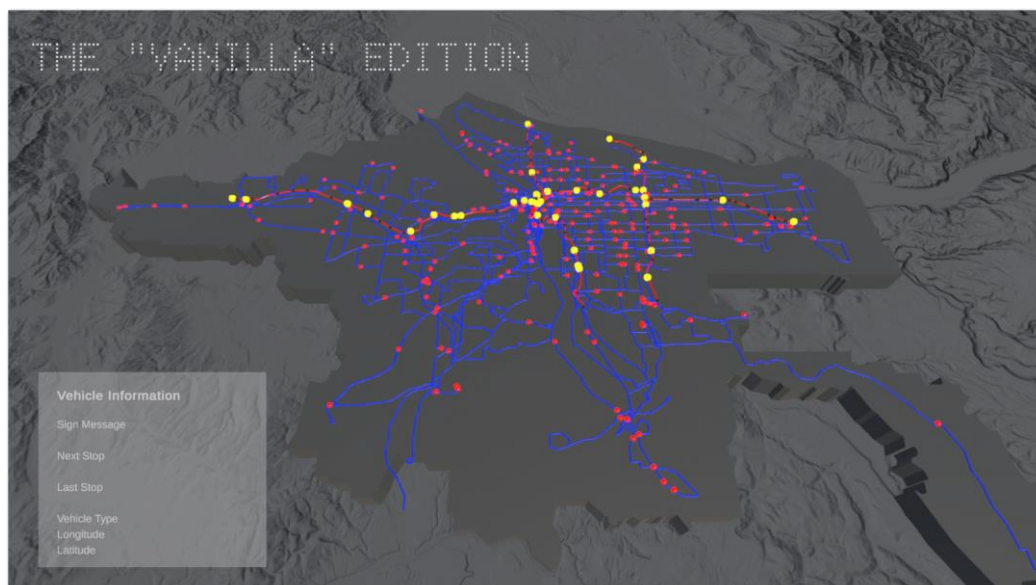 THE "VANILLA" EDITION
Vehicle Information
Sign Message
Next Stop
Last Stop
Vehicle Type
Longitude
Latitude